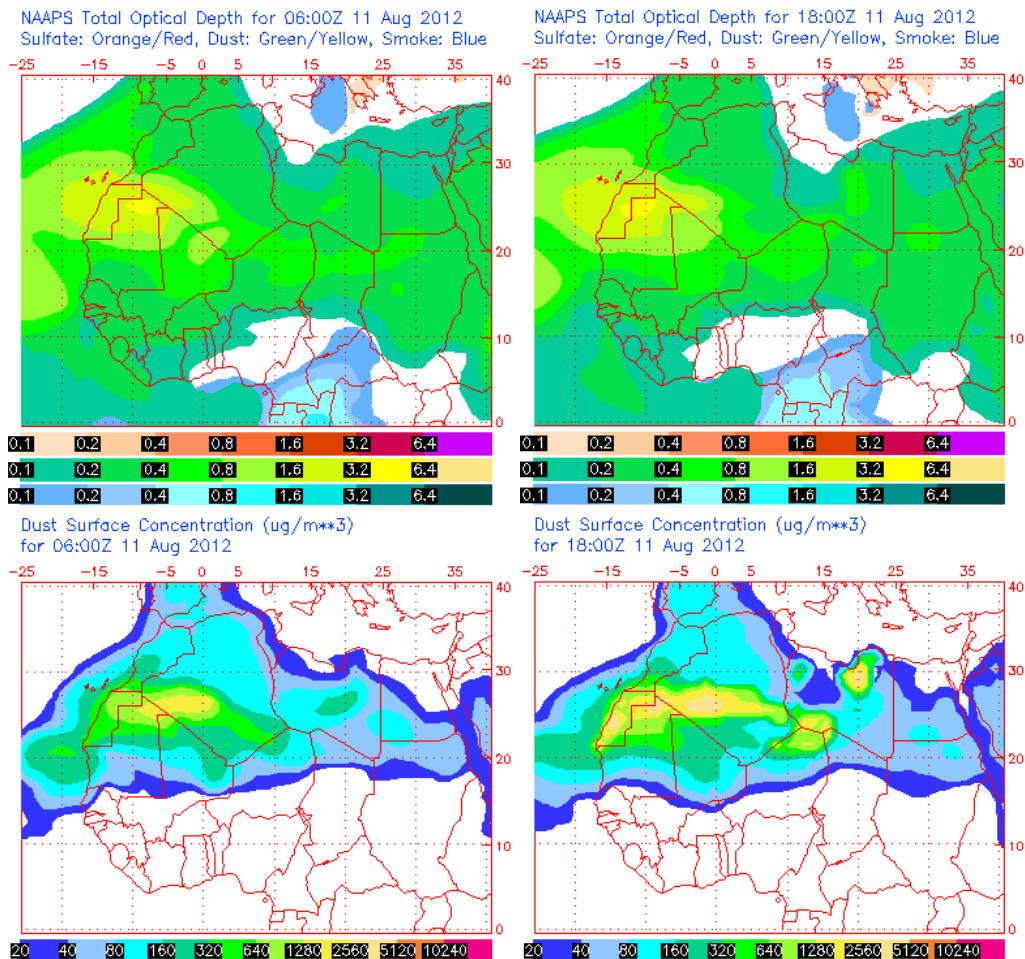 NAAPS Total Optical Depth for 06:00Z 11 Aug 2012
Sulfate: Orange/Red, Dust: Green/Yellow, Smoke: Blue
-25 -15 -5 0 5 15 25 35
40
30
20
10
0
0.1 0.2 0.4 0.8 1.6 3.2 6.4
0.1 0.2 0.4 0.8 1.6 3.2 6.4
0.1 0.2 0.4 0.8 1.6 3.2 6.4
NAAPS Total Optical Depth for 18:00Z 11 Aug 2012
Sulfate: Orange/Red, Dust: Green/Yellow, Smoke: Blue
-25 -15 -5 0 5 15 25 35
40
30
20
10
0
0.1 0.2 0.4 0.8 1.6 3.2 6.4
0.1 0.2 0.4 0.8 1.6 3.2 6.4
0.1 0.2 0.4 0.8 1.6 3.2 6.4
Dust Surface Concentration (ug/m**3)
for 06:00Z 11 Aug 2012
-25 -15 -5 0 5 15 25 35
40
30
20
10
0
20 40 80 160 320 640 1280 2560 5120 10240
Dust Surface Concentration (ug/m**3)
for 18:00Z 11 Aug 2012
-25 -15 -5 0 5 15 25 35
40
30
20
10
0
20 40 80 160 320 640 1280 2560 5120 10240